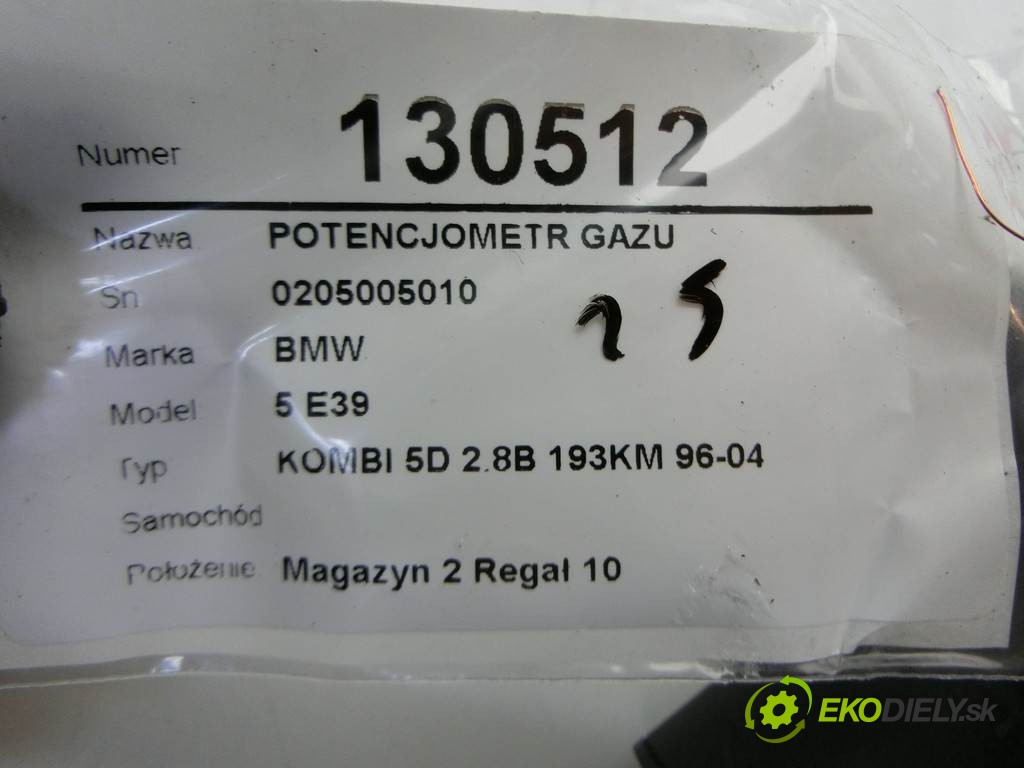 Numer 130512
Nazwa POTENCJOMETR GAZU
Sn 0205005010
Marka BMW
Model 5 E39
Typ KOMBI 5D 2.8B 193KM 96-04
Samochód
Położenie Magazyn 2 Regał 10
EKODIELY.sk